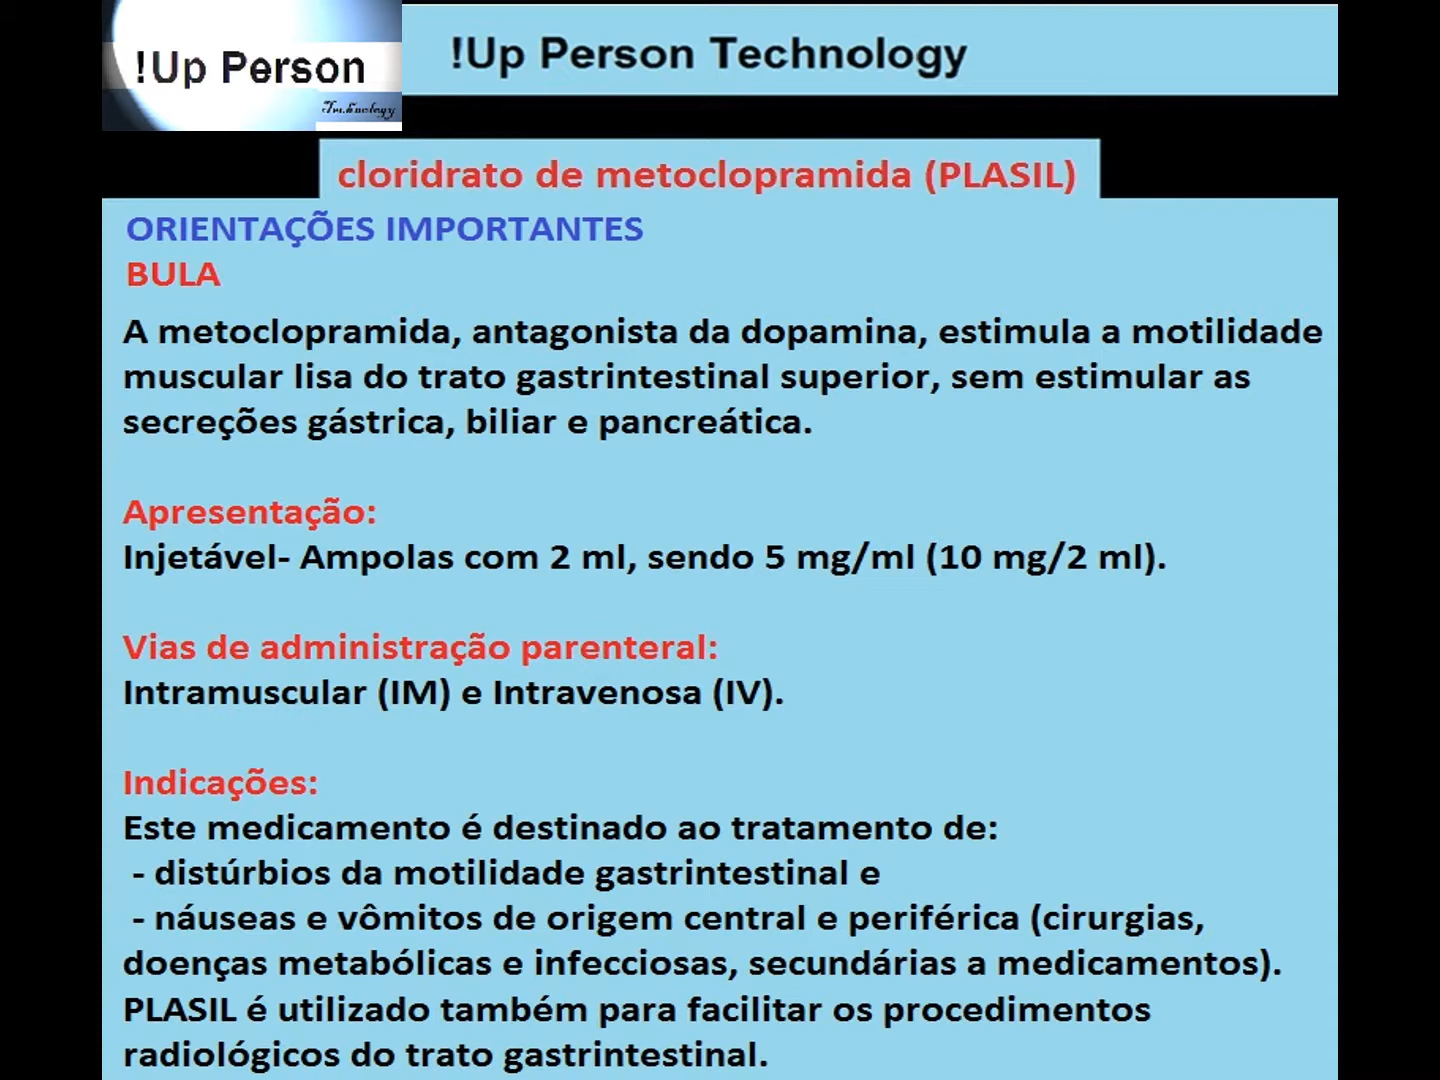 !Up Person
Technology
!Up Person Technology
cloridrato de metoclopramida (PLASIL)
ORIENTAÇÕES IMPORTANTES
BULA
A metoclopramida, antagonista da dopamina, estimula a motilidade
muscular lisa do trato gastrintestinal superior, sem estimular as
secreções gástrica, biliar e pancreática.
Apresentação:
Injetável- Ampolas com 2 ml, sendo 5 mg/ml (10 mg/2 ml).
Vias de administração parenteral:
Intramuscular (IM) e Intravenosa (IV).
Indicações:
Este medicamento é destinado ao tratamento de:
- distúrbios da motilidade gastrintestinal e
- náuseas e vômitos de origem central e periférica (cirurgias,
doenças metabólicas e infecciosas, secundárias a medicamentos).
PLASIL é utilizado também para facilitar os procedimentos
radiológicos do trato gastrintestinal.